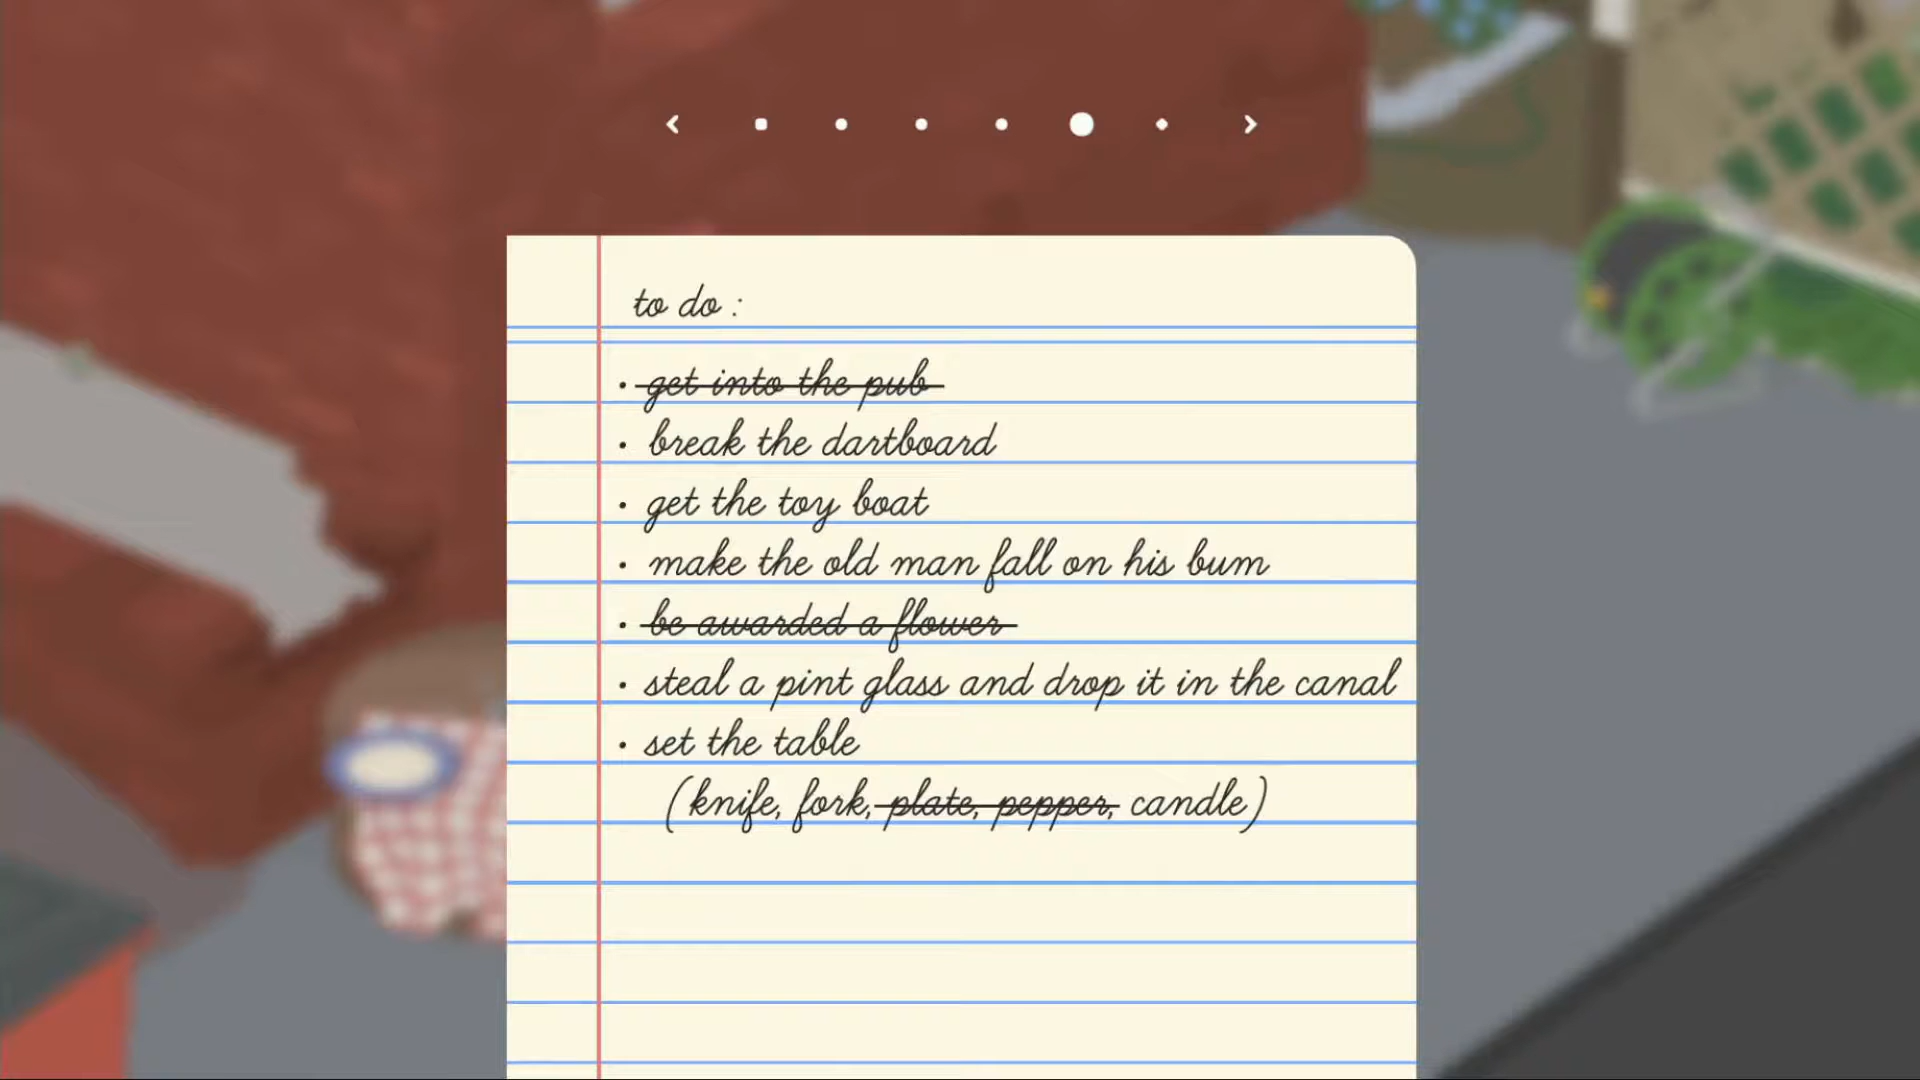 to do :
• get into the pub
• break the dartboard
• get the toy boat
• make the old man fall on his bum
• be awarded a flower
• steal a pint glass and drop it in the canal
• set the table
(knife, fork, plate, pepper, candle)